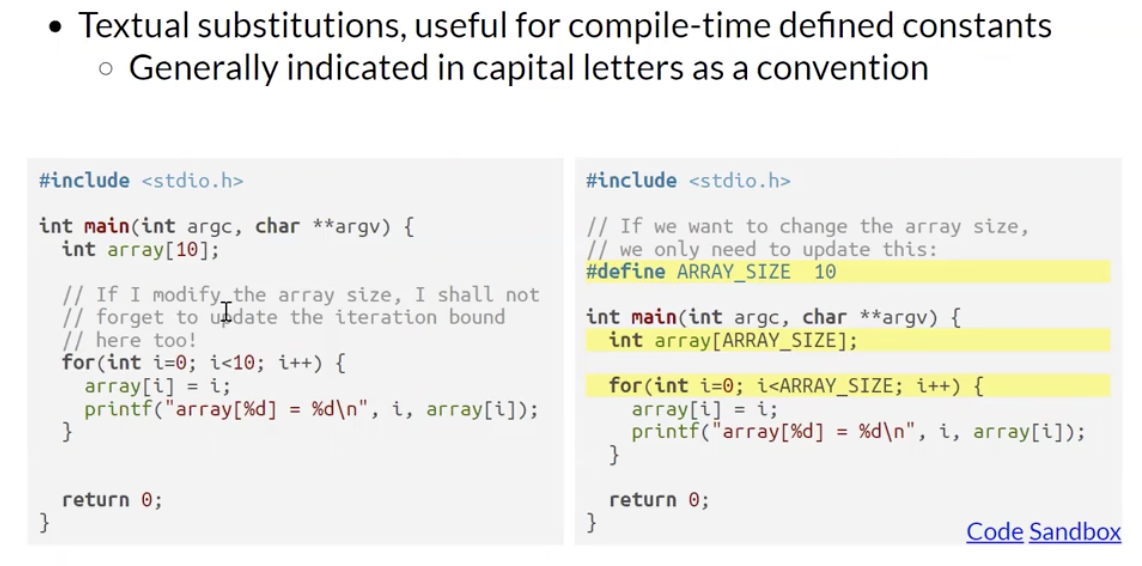 • Textual substitutions, useful for compile-time defined constants
○ Generally indicated in capital letters as a convention
#include <stdio.h>
int main(int argc, char **argv) {
  int array[10];
  // If I modify the array size, I shall not
  // forget to update the iteration bound
  // here too!
  for(int i=0; i<10; i++) {
    array[i] = i;
    printf("array[%d] = %d\n", i, array[i]);
  }
  return 0;
}
#include <stdio.h>
// If we want to change the array size,
// we only need to update this:
#define ARRAY_SIZE  10
int main(int argc, char **argv) {
  int array[ARRAY_SIZE];
  for(int i=0; i<ARRAY_SIZE; i++) {
    array[i] = i;
    printf("array[%d] = %d\n", i, array[i]);
  }
  return 0;
}
Code Sandbox